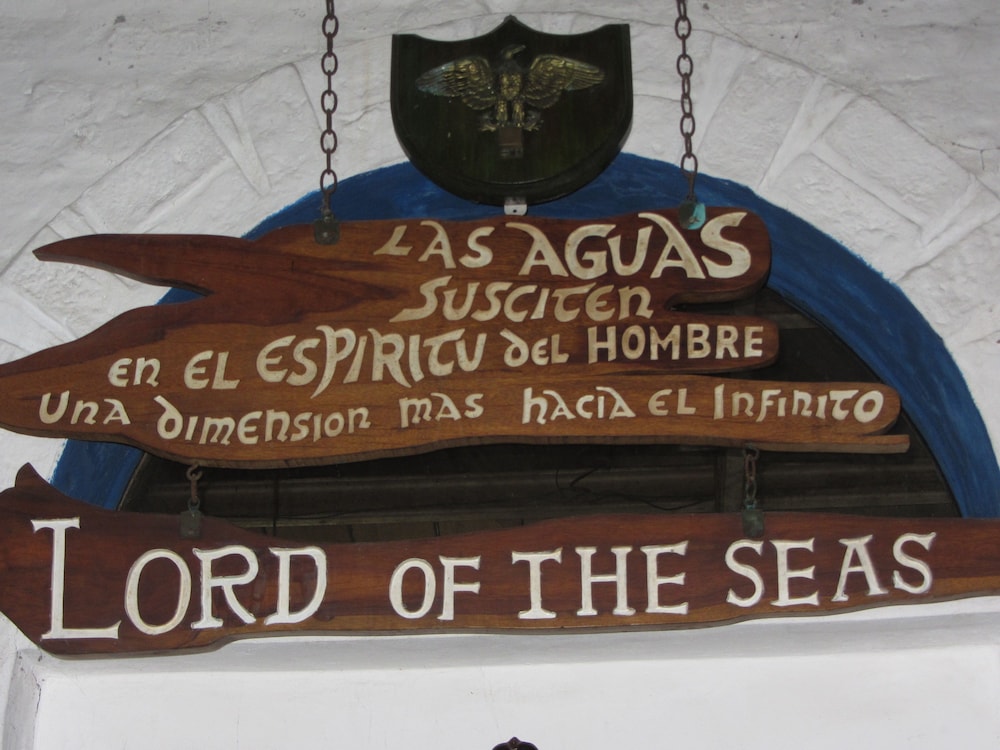 LAS AGUAS
SUSCITEN
EN EL ESPIRITU DEL HOMBRE
UNA DIMENSION MAS HACIA EL INFINITO
LORD OF THE SEAS